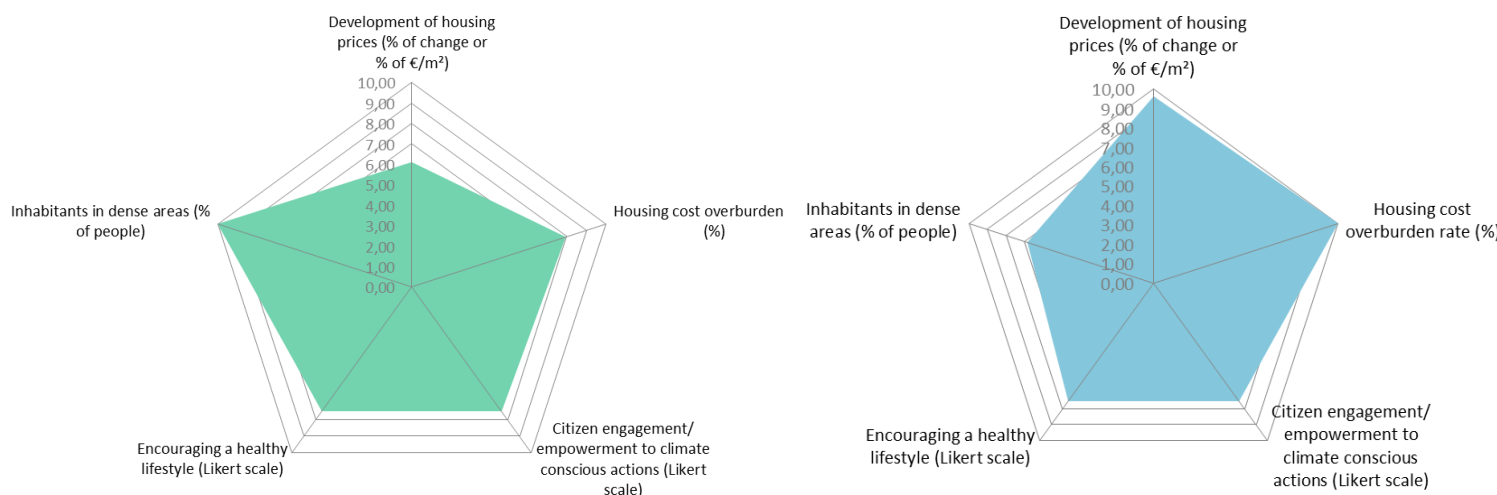 Development of housing
prices (% of change or
% of €/m²)
10,00
9,00
8,00
7,00
6,00
5,00
4,00
3,00
2,00
1,00
0,00
Housing cost overburden
(%)
Citizen engagement/
empowerment to climate
conscious actions (Likert
scale)
Encouraging a healthy
lifestyle (Likert scale)
Inhabitants in dense areas (%
of people)
Development of housing
prices (% of change or
% of €/m²)
10,00
9,00
8,00
7,00
6,00
5,00
4,00
3,00
2,00
1,00
0,00
Housing cost
overburden rate (%)
Citizen engagement/
empowerment to
climate conscious
actions (Likert scale)
Encouraging a healthy
lifestyle (Likert scale)
Inhabitants in dense
areas (% of people)